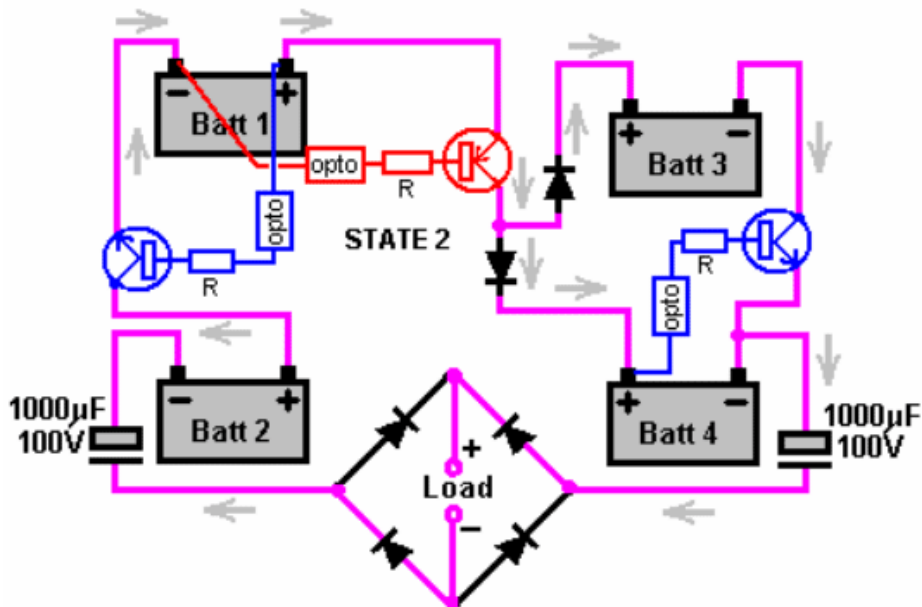 − +
Batt 1
opto
R
opto
R
STATE 2
+ −
Batt 3
R
opto
1000µF
100V
− +
Batt 2
+
Load
−
+ −
Batt 4
1000µF
100V